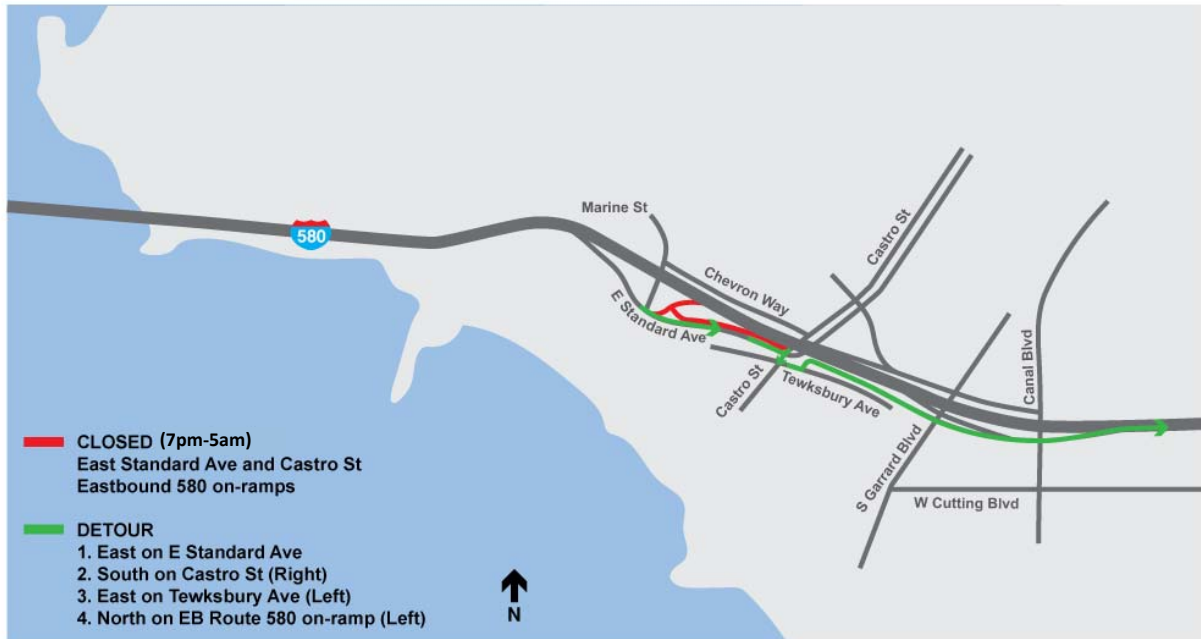 Marine St
580
Castro St
Chevron Way
E Standard Ave
Canal Blvd
Castro St
Tewksbury Ave
S Garrard Blvd
W Cutting Blvd
CLOSED (7pm-5am)
East Standard Ave and Castro St
Eastbound 580 on-ramps
DETOUR
1. East on E Standard Ave
2. South on Castro St (Right)
3. East on Tewksbury Ave (Left)
4. North on EB Route 580 on-ramp (Left)
N